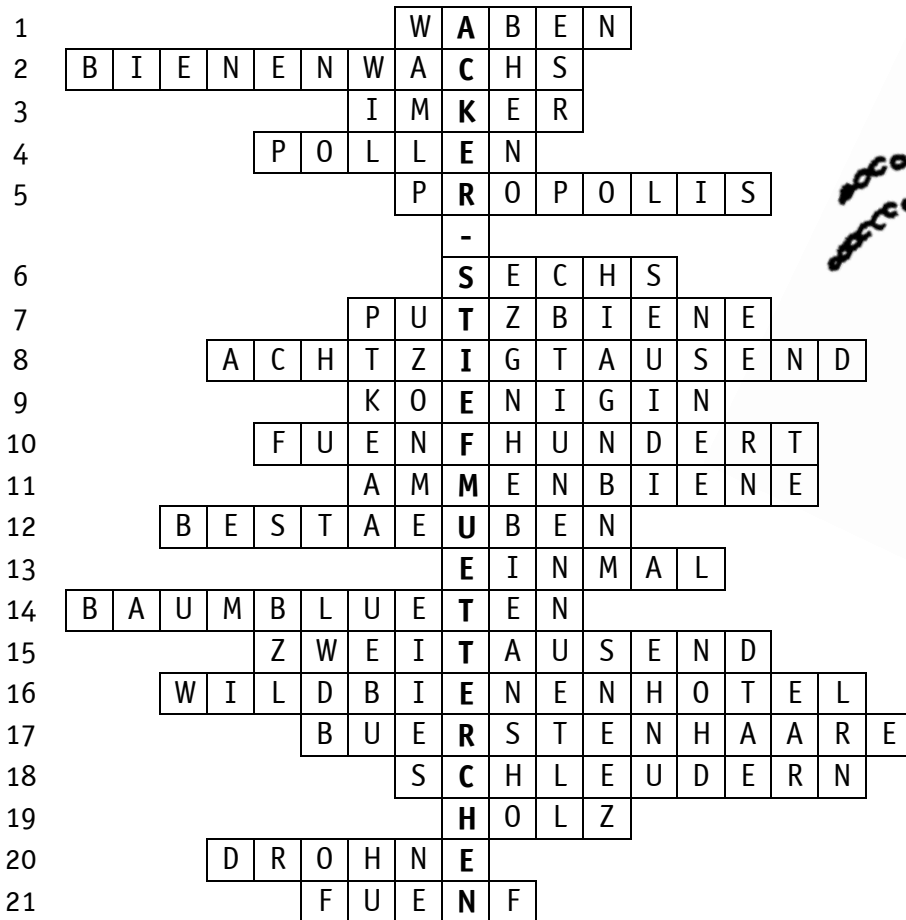 1 WABEN
2 BIENENWACHS
3 IMKER
4 POLLEN
5 PROPOLIS
-
6 SECHS
7 PUTZBIENE
8 ACHTZIGTAUSEND
9 KOENIGIN
10 FUENFHUNDERT
11 AMMENBIENE
12 BESTAEUBEN
13 EINMAL
14 BAUMBLUETEN
15 ZWEITAUSEND
16 WILDBIENENHOTEL
17 BUERSTENHAARE
18 SCHLEUDERN
19 HOLZ
20 DROHNE
21 FUENF